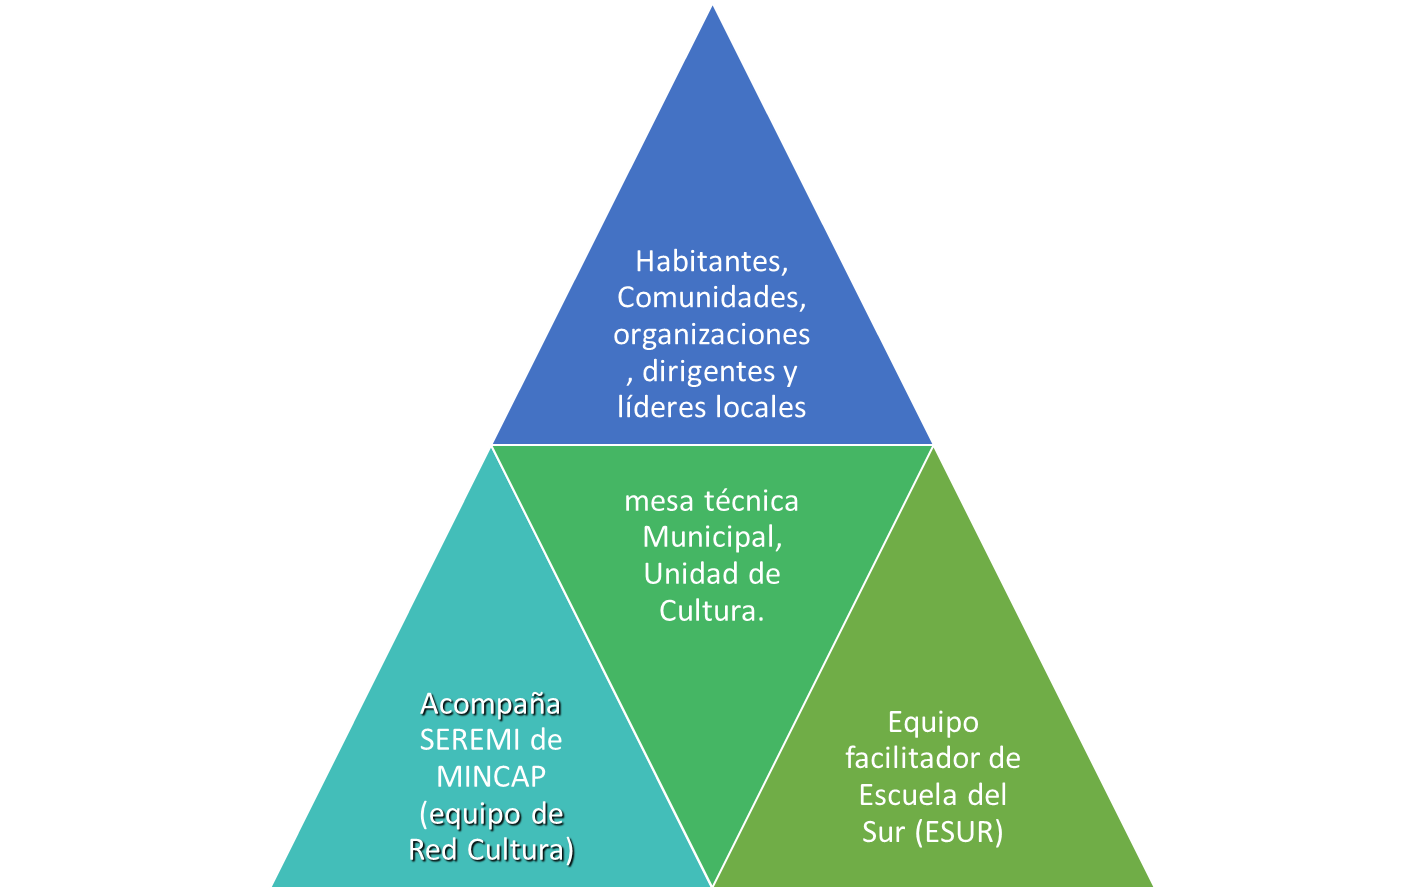 Habitantes,
Comunidades,
organizaciones
, dirigentes y
líderes locales
mesa técnica
Municipal,
Unidad de
Cultura.
Acompaña
SEREMI de
MINCAP
(equipo de
Red Cultura)
Equipo
facilitador de
Escuela del
Sur (ESUR)